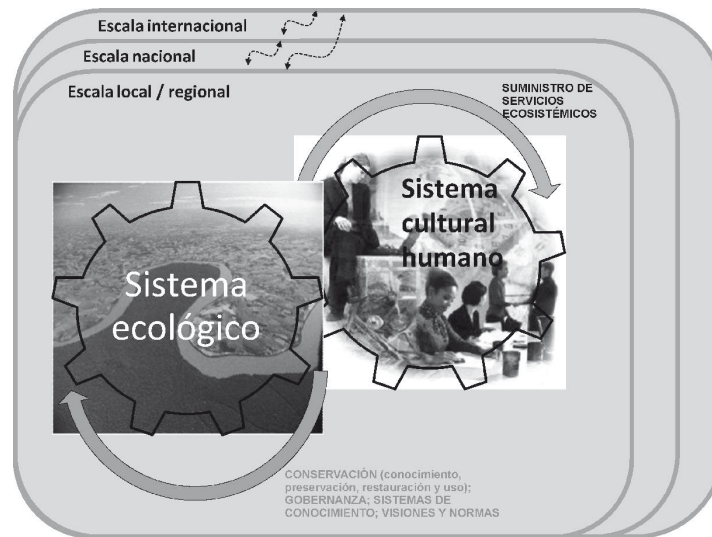 Escala internacional
Escala nacional
Escala local / regional
SUMINISTRO DE
SERVICIOS
ECOSISTÉMICOS
Sistema
cultural
humano
Sistema
ecológico
CONSERVACIÓN (conocimiento,
preservación, restauración y uso);
GOBERNANZA; SISTEMAS DE
CONOCIMIENTO; VISIONES Y NORMAS